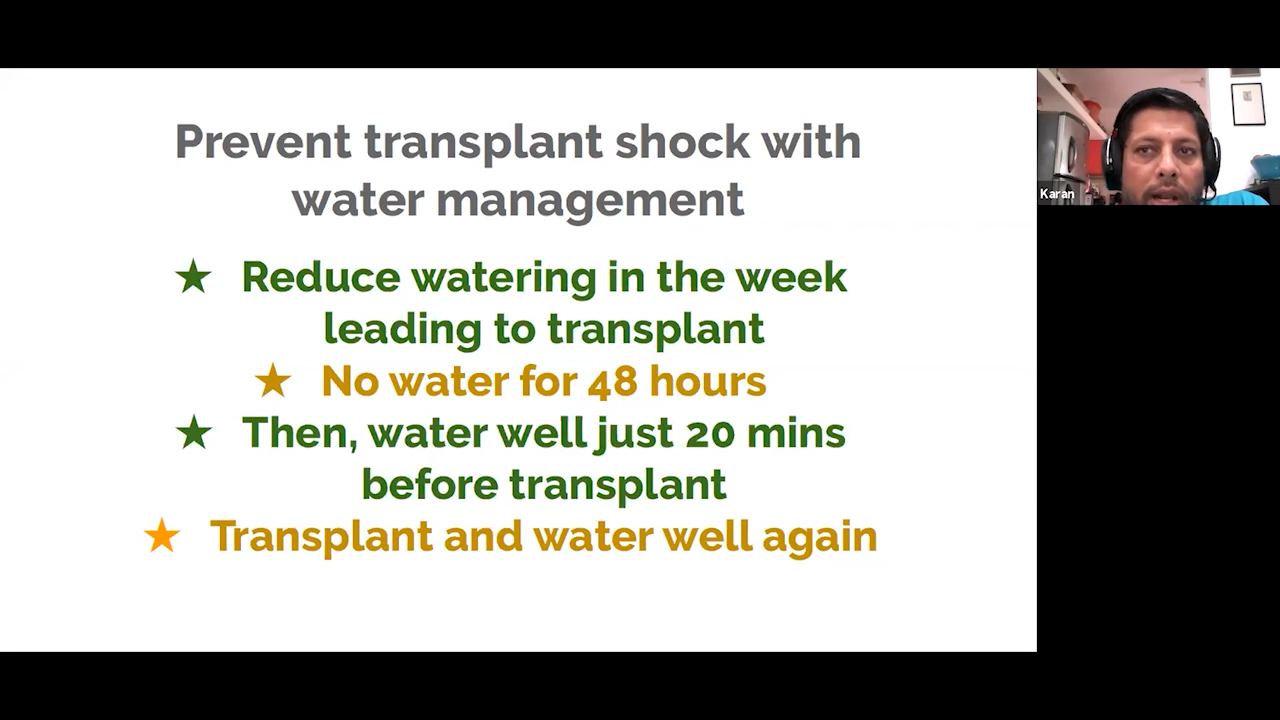 Prevent transplant shock with
water management
★ Reduce watering in the week
leading to transplant
★ No water for 48 hours
★ Then, water well just 20 mins
before transplant
★ Transplant and water well again
Karan